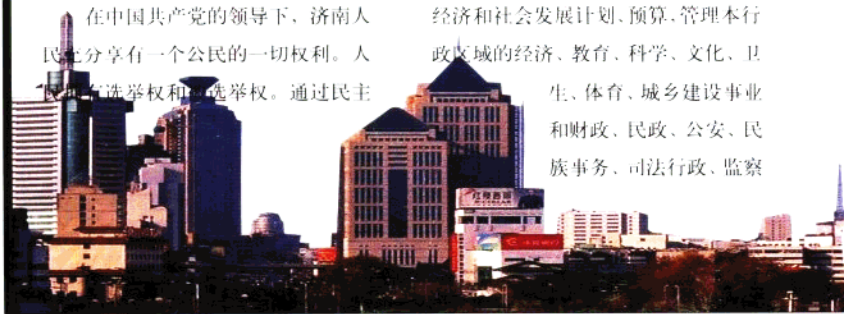 在中国共产党的领导下，济南人
民充分享有一个公民的一切权利。人
民拥有选举权和被选举权。通过民主
经济和社会发展计划、预算，管理本行
政区域的经济、教育、科学、文化、卫
生、体育、城乡建设事业
和财政、民政、公安、民
族事务、司法行政、监察